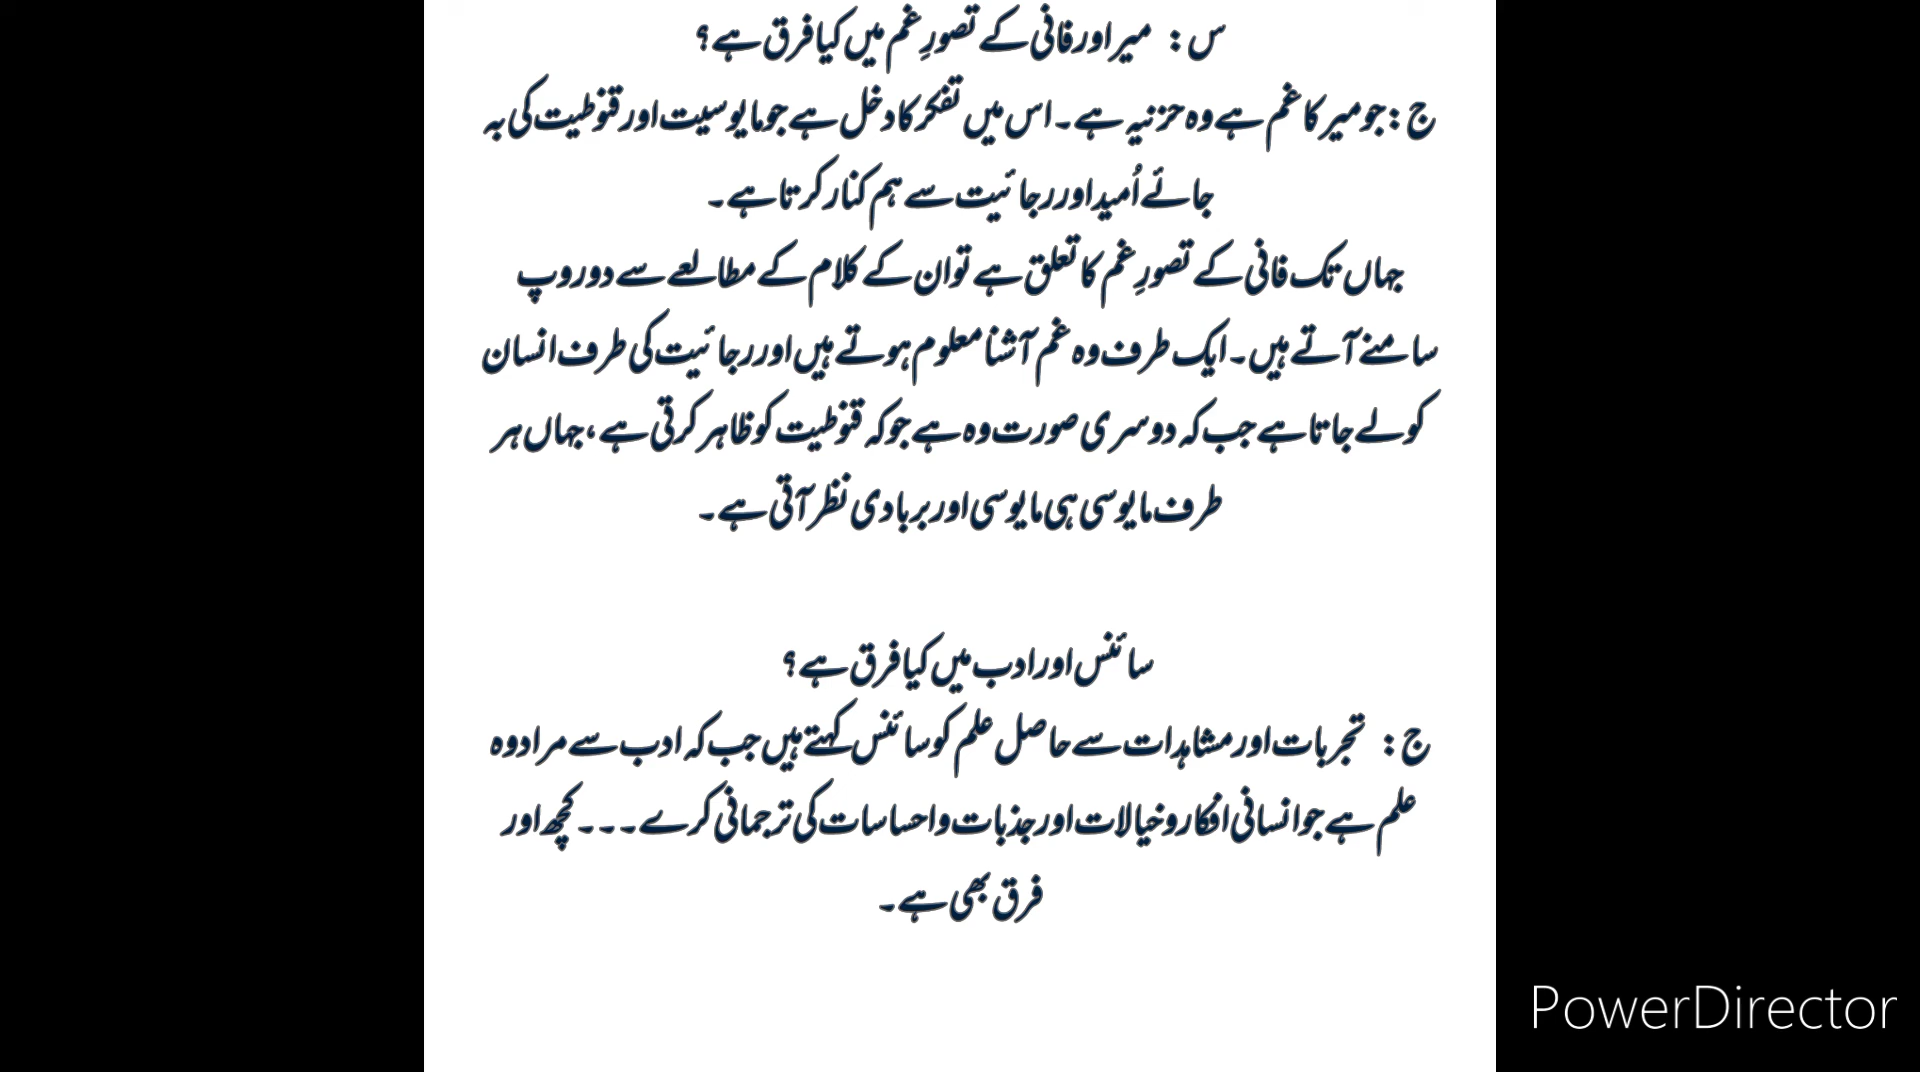 س: میر اور فانی کے تصورِ غم میں کیا فرق ہے؟
ج: جو میر کا غم ہے وہ حزنیہ ہے۔ اس میں تفکر کا دخل ہے جو مایوسیت اور قنوطیت کی بہ
جائے اُمید اور رجائیت سے ہم کنار کرتا ہے۔
جہاں تک فانی کے تصورِ غم کا تعلق ہے تو ان کے کلام کے مطالعے سے دو روپ
سامنے آتے ہیں۔ ایک طرف وہ غم آشنا معلوم ہوتے ہیں اور رجائیت کی طرف انسان
کو لے جاتا ہے جب کہ دوسری صورت وہ ہے جو کہ قنوطیت کو ظاہر کرتی ہے، جہاں ہر
طرف مایوسی ہی مایوسی اور بربادی نظر آتی ہے۔
سائنس اور ادب میں کیا فرق ہے؟
ج: تجربات اور مشاہدات سے حاصل علم کو سائنس کہتے ہیں جب کہ ادب سے مراد وہ
علم ہے جو انسانی افکار و خیالات اور جذبات و احساسات کی ترجمانی کرے۔۔۔ کچھ اور
فرق بھی ہے۔
PowerDirector